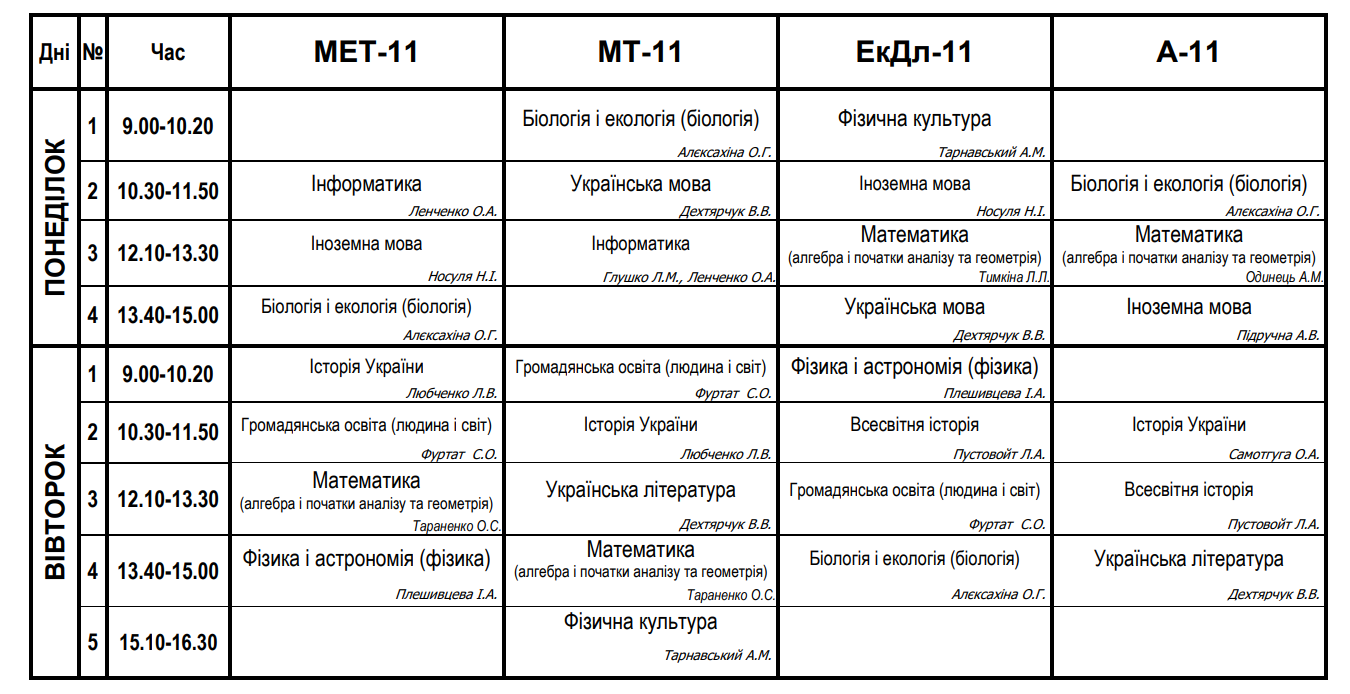 Дні № Час МЕТ-11 МТ-11 ЕкДл-11 А-11
ПОНЕДІЛОК
1 9.00-10.20 Біологія і екологія (біологія) Фізична культура
Алєксахіна О.Г. Тарнавський А.М.
2 10.30-11.50 Інформатика Українська мова Іноземна мова Біологія і екологія (біологія)
Ленченко О.А. Дехтярчук В.В. Носуля Н.І. Алєксахіна О.Г.
3 12.10-13.30 Іноземна мова Інформатика Математика Математика
(алгебра і початки аналізу та геометрія) (алгебра і початки аналізу та геометрія)
Носуля Н.І. Глушко Л.М., Ленченко О.А. Тимкіна Л.Л. Одинець А.М.
4 13.40-15.00 Біологія і екологія (біологія) Українська мова Іноземна мова
Алєксахіна О.Г. Дехтярчук В.В. Підручна А.В.
ВІВТОРОК
1 9.00-10.20 Історія України Громадянська освіта (людина і світ) Фізика і астрономія (фізика)
Любченко Л.В. Фуртат С.О. Плешивцева І.А.
2 10.30-11.50 Громадянська освіта (людина і світ) Історія України Всесвітня історія Історія України
Фуртат С.О. Любченко Л.В. Пустовойт Л.А. Самотгуга О.А.
3 12.10-13.30 Математика Українська література Громадянська освіта (людина і світ) Всесвітня історія
(алгебра і початки аналізу та геометрія)
Тараненко О.С. Дехтярчук В.В. Фуртат С.О. Пустовойт Л.А.
4 13.40-15.00 Фізика і астрономія (фізика) Математика Біологія і екологія (біологія) Українська література
(алгебра і початки аналізу та геометрія)
Плешивцева І.А. Тараненко О.С. Алєксахіна О.Г. Дехтярчук В.В.
5 15.10-16.30 Фізична культура
Тарнавський А.М.